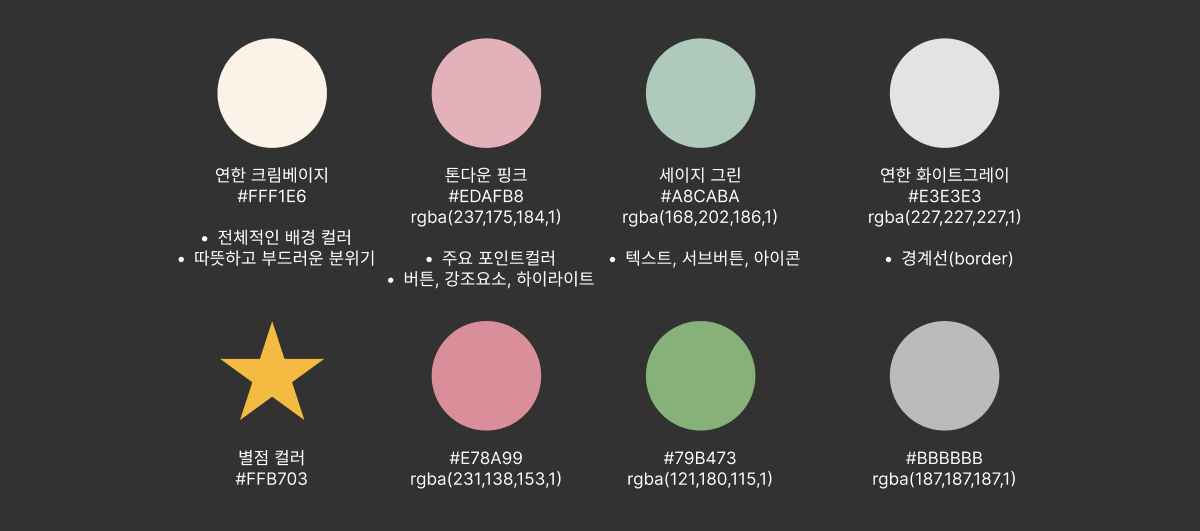 연한 크림베이지
#FFF1E6
• 전체적인 배경 컬러
• 따뜻하고 부드러운 분위기
톤다운 핑크
#EDAFB8
rgba(237,175,184,1)
• 주요 포인트컬러
• 버튼, 강조요소, 하이라이트
세이지 그린
#A8CABA
rgba(168,202,186,1)
• 텍스트, 서브버튼, 아이콘
연한 화이트그레이
#E3E3E3
rgba(227,227,227,1)
• 경계선(border)
별점 컬러
#FFB703
#E78A99
rgba(231,138,153,1)
#79B473
rgba(121,180,115,1)
#BBBBBB
rgba(187,187,187,1)